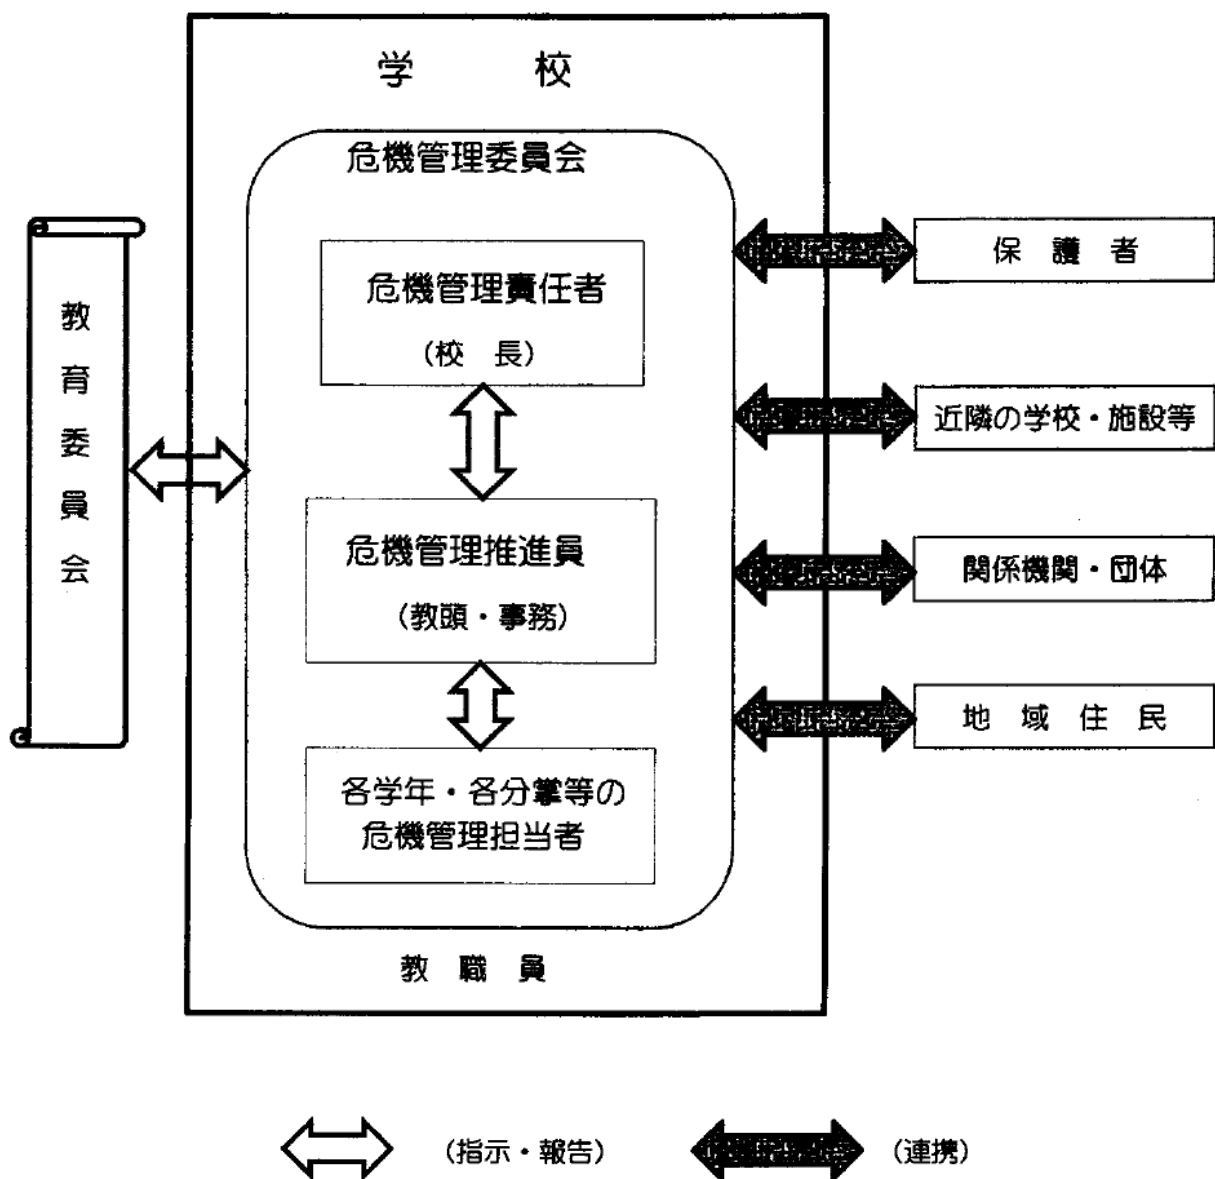 学校
危機管理委員会
危機管理責任者
（校 長）
危機管理推進員
（教頭・事務）
各学年・各分掌等の
危機管理担当者
教職員
教育委員会
保護者
近隣の学校・施設等
関係機関・団体
地域住民
（指示・報告）
（連携）